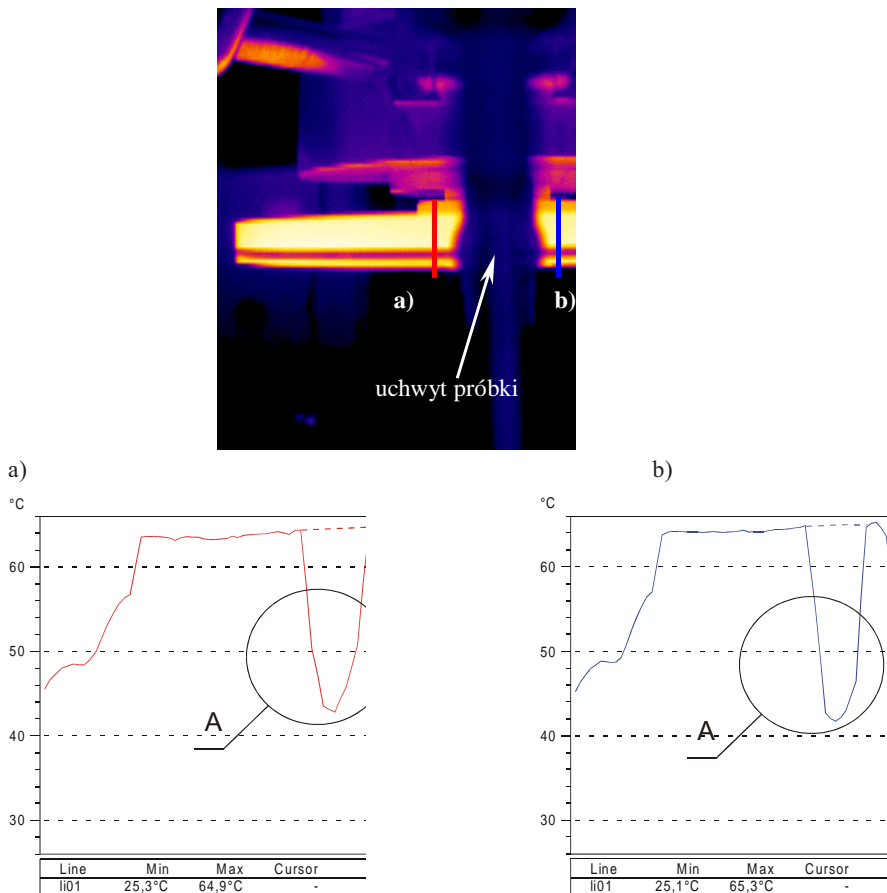 a)
b)
uchwyt próbki
a)
b)
°C
60
50
40
30
A
Line Min Max Cursor
li01 25,3°C 64,9°C -
°C
60
50
40
30
A
Line Min Max Cursor
li01 25,1°C 65,3°C -